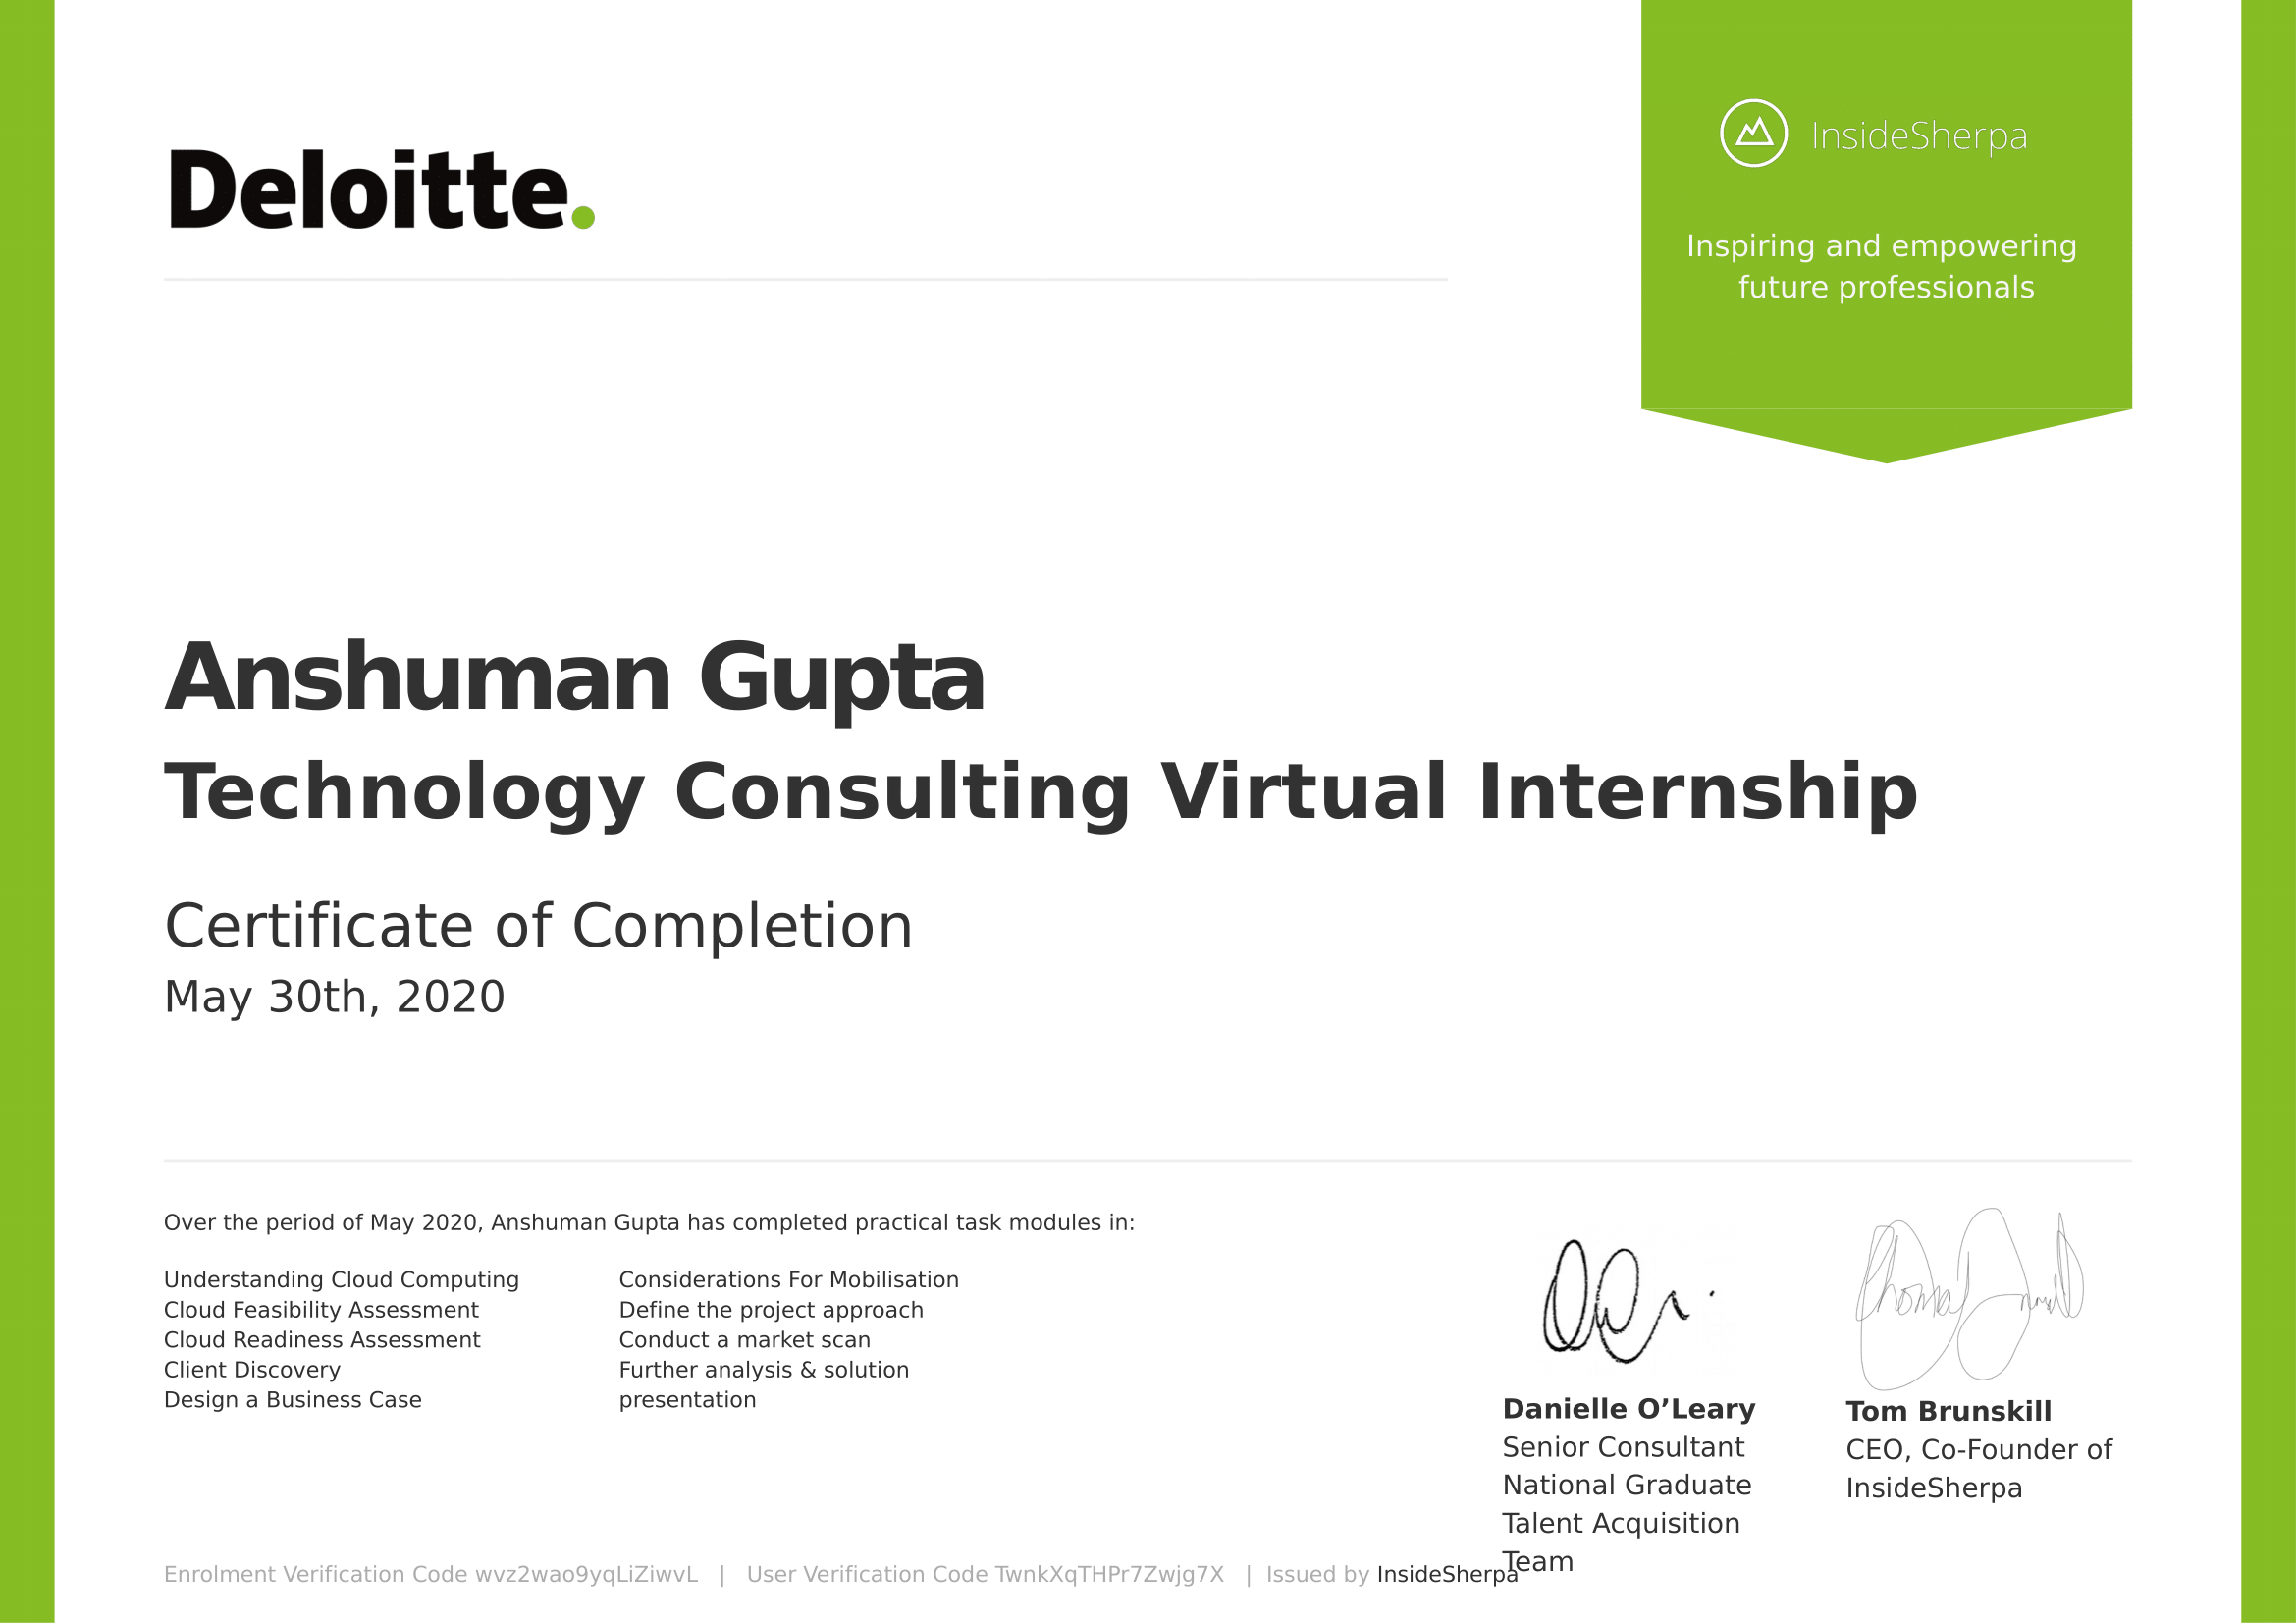 Deloitte.
InsideSherpa
Inspiring and empowering
future professionals
Anshuman Gupta
Technology Consulting Virtual Internship
Certificate of Completion
May 30th, 2020
Over the period of May 2020, Anshuman Gupta has completed practical task modules in:
Understanding Cloud Computing
Cloud Feasibility Assessment
Cloud Readiness Assessment
Client Discovery
Design a Business Case
Considerations For Mobilisation
Define the project approach
Conduct a market scan
Further analysis & solution
presentation
Danielle O’Leary
Senior Consultant
National Graduate
Talent Acquisition
Team
Tom Brunskill
CEO, Co-Founder of
InsideSherpa
Enrolment Verification Code wvz2wao9yqLiZiwvL | User Verification Code TwnkXqTHPr7Zwjg7X | Issued by InsideSherpa